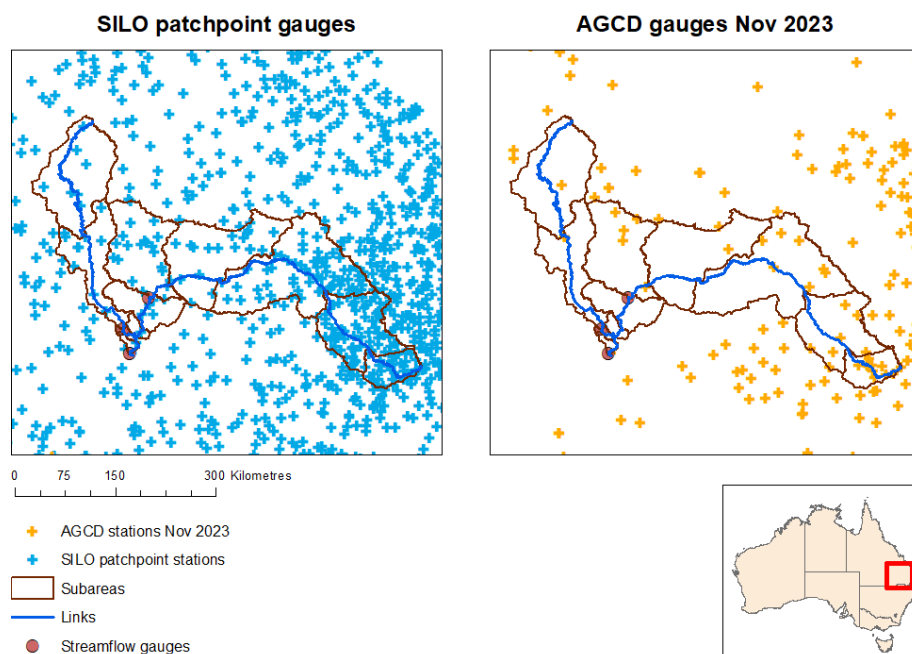 SILO patchpoint gauges
AGCD gauges Nov 2023
0 75 150 300 Kilometres
AGCD stations Nov 2023
SILO patchpoint stations
Subareas
Links
Streamflow gauges